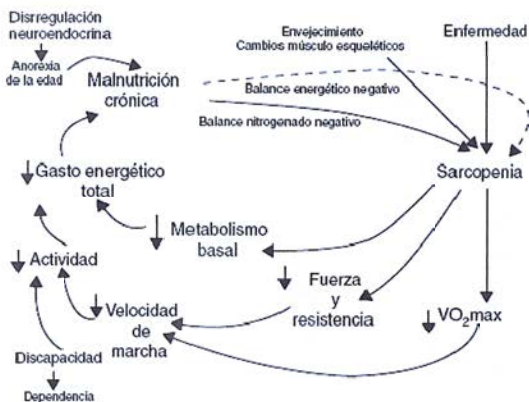 Disregulación
neuroendocrina
Anorexia
de la edad
Malnutrición
crónica
Envejecimiento
Cambios músculo esqueléticos
Enfermedad
Balance energético negativo
Balance nitrogenado negativo
Sarcopenia
Gasto energético
total
Metabolismo
basal
Actividad
Fuerza
y
resistencia
Velocidad
de
marcha
VO₂max
Discapacidad
Dependencia